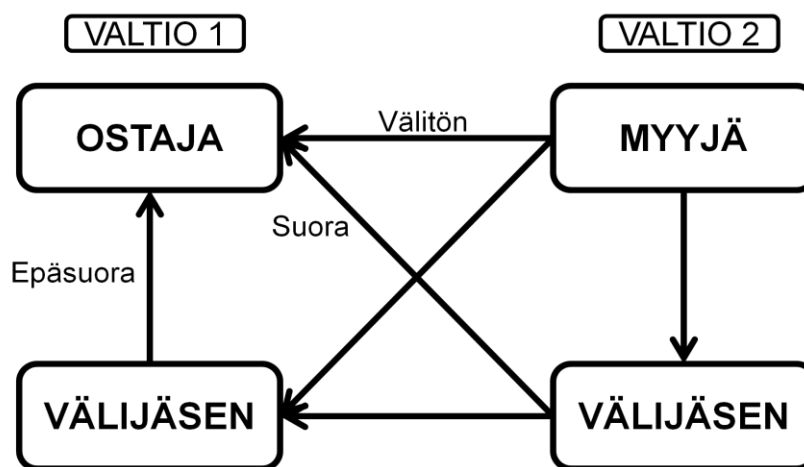 VALTIO 1
VALTIO 2
OSTAJA
Välitön
MYYJÄ
Suora
Epäsuora
VÄLIJÄSEN
VÄLIJÄSEN